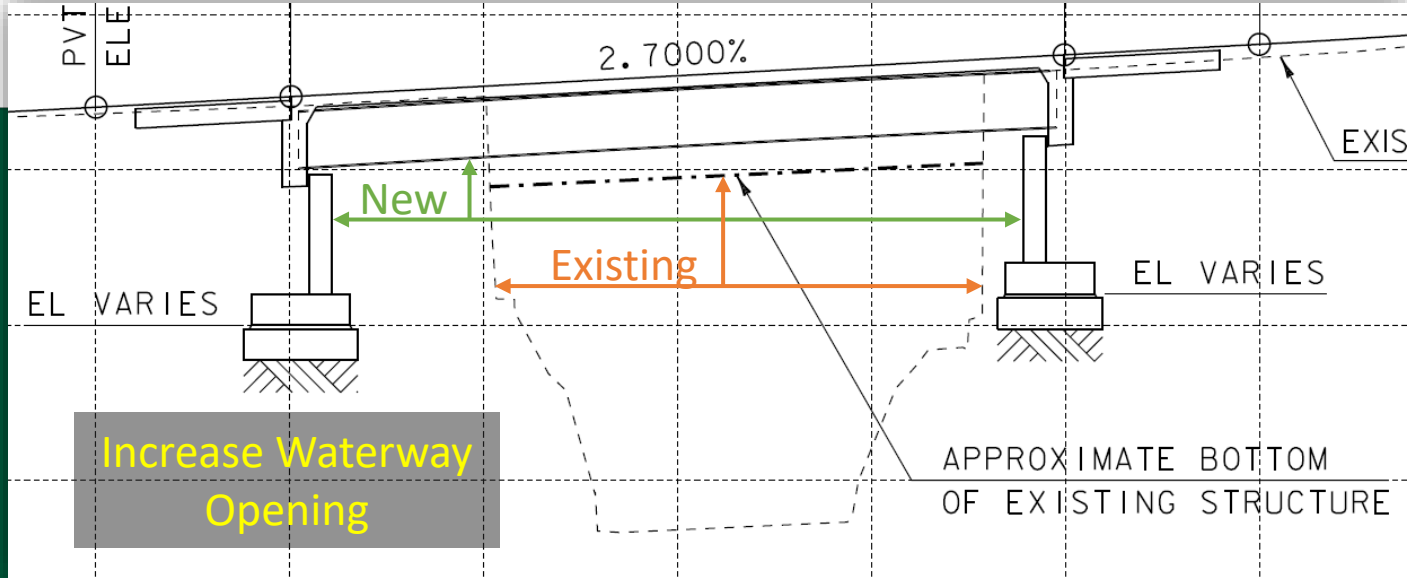 PVT
ELE
2.7000%
EXIS
New
Existing
EL VARIES
EL VARIES
Increase Waterway
Opening
APPROXIMATE BOTTOM
OF EXISTING STRUCTURE